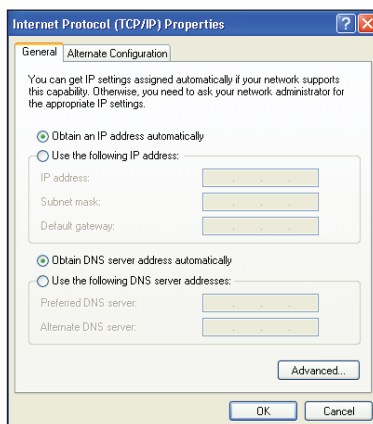 Internet Protocol (TCP/IP) Properties
General
Alternate Configuration
You can get IP settings assigned automatically if your network supports
this capability. Otherwise, you need to ask your network administrator for
the appropriate IP settings.
Obtain an IP address automatically
Use the following IP address:
IP address:
Subnet mask:
Default gateway:
Obtain DNS server address automatically
Use the following DNS server addresses:
Preferred DNS server:
Alternate DNS server:
Advanced...
OK
Cancel